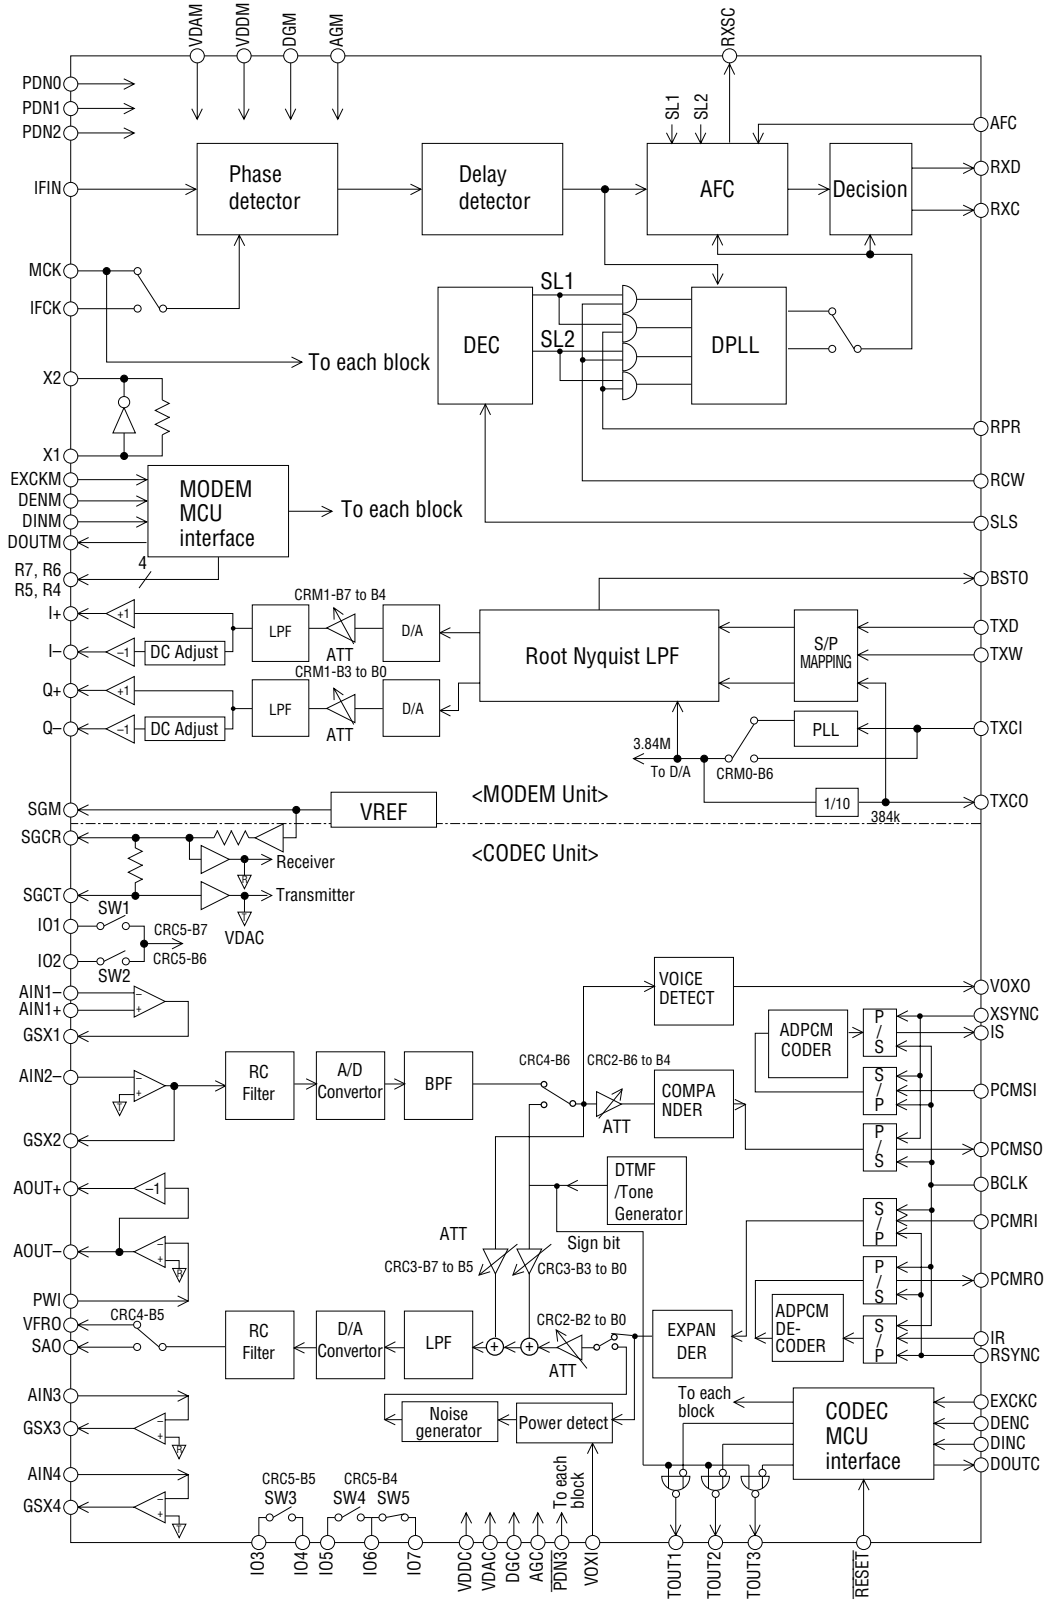 VDAM
VDDM
DGM
AGM
RXSC
PDN0
PDN1
PDN2
SL1
SL2
AFC
IFIN
Phase
detector
Delay
detector
AFC
Decision
RXD
RXC
MCK
IFCK
SL1
SL2
DEC
DPLL
To each block
X2
X1
RPR
RCW
SLS
EXCKM
DENM
DINM
DOUTM
MODEM
MCU
interface
To each block
R7, R6
R5, R4
4
BSTO
I+
+1
LPF
CRM1-B7 to B4
ATT
D/A
Root Nyquist LPF
S/P
MAPPING
TXD
TXW
I−
−1
DC Adjust
CRM1-B3 to B0
Q+
+1
LPF
ATT
D/A
Q−
−1
DC Adjust
PLL
TXCI
3.84M
To D/A
CRM0-B6
1/10
384k
TXCO
SGM
VREF
<MODEM Unit>
<CODEC Unit>
SGCR
R
Receiver
SGCT
T
Transmitter
VDAC
IO1
SW1
CRC5-B7
CRC5-B6
IO2
SW2
AIN1−
−
AIN1+
+
GSX1
VOICE
DETECT
VOXO
XSYNC
IS
ADPCM
CODER
P
/
S
AIN2−
−
+
T
GSX2
RC
Filter
A/D
Convertor
BPF
CRC4-B6
CRC2-B6 to B4
ATT
COMPA
NDER
S
/
P
PCMSI
P
/
S
PCMSO
BCLK
AOUT+
−1
DTMF
/Tone
Generator
Sign bit
S
/
P
PCMRI
AOUT−
−
+
R
ATT
CRC3-B7 to B5
CRC3-B3 to B0
P
/
S
PCMRO
PWI
VFRO
SAO
CRC4-B5
RC
Filter
D/A
Convertor
LPF
+
+
CRC2-B2 to B0
ATT
EXPAN
DER
ADPCM
DE-
CODER
S
/
P
IR
RSYNC
AIN3
−
+
R
GSX3
Noise
generator
Power detect
To each
block
CODEC
MCU
interface
EXCKC
DENC
DINC
DOUTC
AIN4
−
+
T
GSX4
CRC5-B5
SW3
CRC5-B4
SW4
SW5
To each
block
IO3
IO4
IO5
IO6
IO7
VDDC
VDAC
DGC
AGC
PDN3
VOXI
TOUT1
TOUT2
TOUT3
RESET